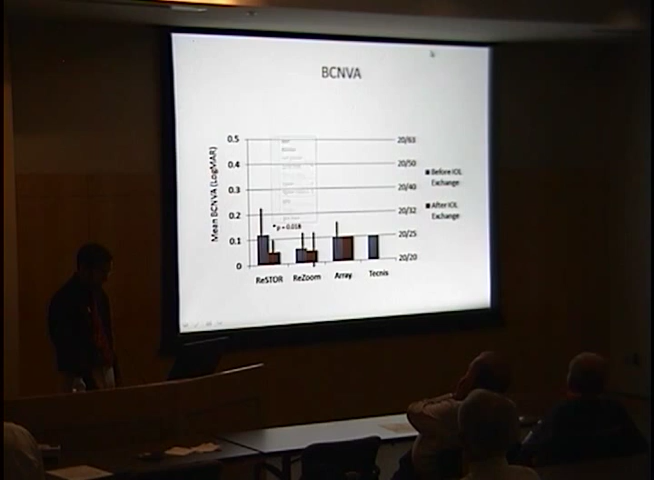 BCNVA
Mean BCNVA (LogMAR)
0.5
0.4
0.3
0.2
0.1
0
20/63
20/50
20/40
20/32
20/25
20/20
*p = 0.018
ReSTOR
ReZoom
Array
Tecnis
Before IOL
Exchange
After IOL
Exchange